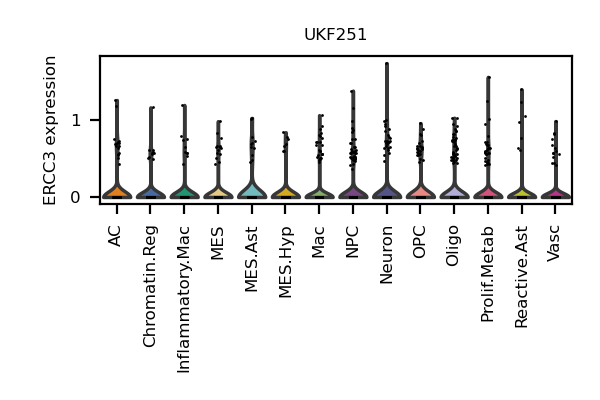 UKF251
ERCC3 expression
1
0
AC
Chromatin.Reg
Inflammatory.Mac
MES
MES.Ast
MES.Hyp
Mac
NPC
Neuron
OPC
Oligo
Prolif.Metab
Reactive.Ast
Vasc